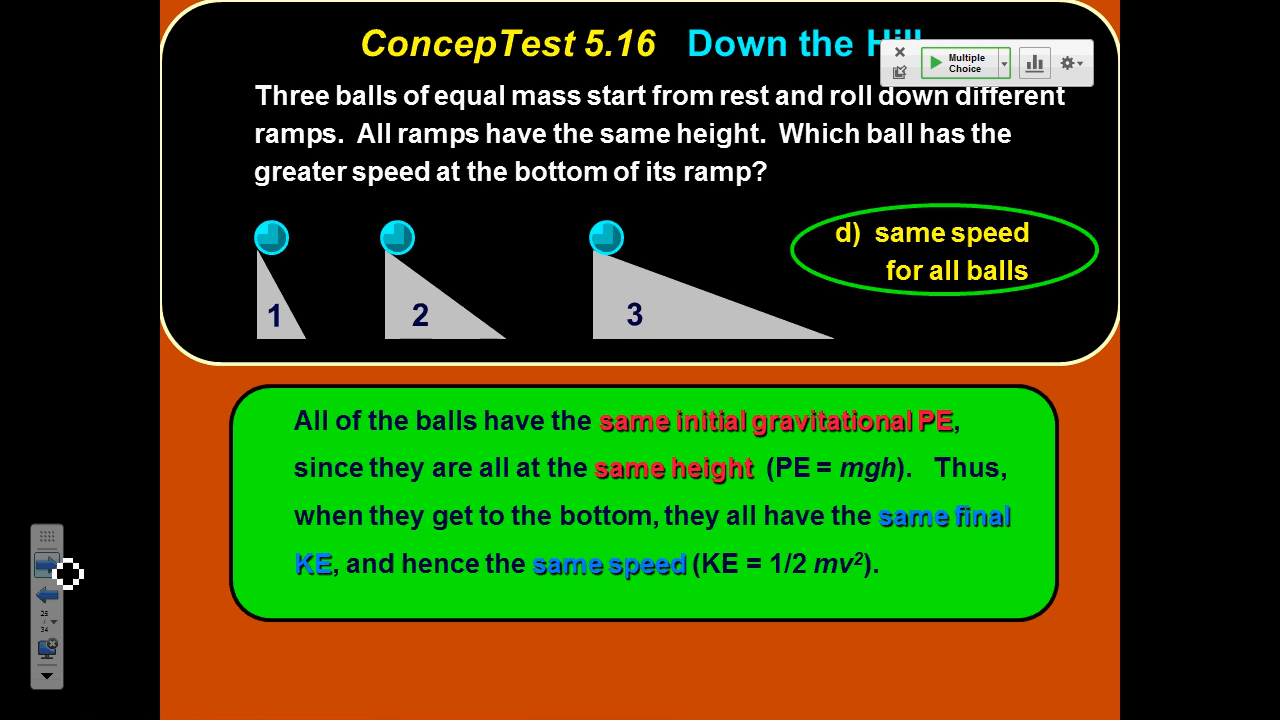 ConcepTest 5.16 Down the Hill
Multiple
Choice
Three balls of equal mass start from rest and roll down different
ramps. All ramps have the same height. Which ball has the
greater speed at the bottom of its ramp?
d) same speed
for all balls
1
2
3
All of the balls have the same initial gravitational PE,
since they are all at the same height (PE = mgh). Thus,
when they get to the bottom, they all have the same final
KE, and hence the same speed (KE = 1/2 mv²).
25
/
34